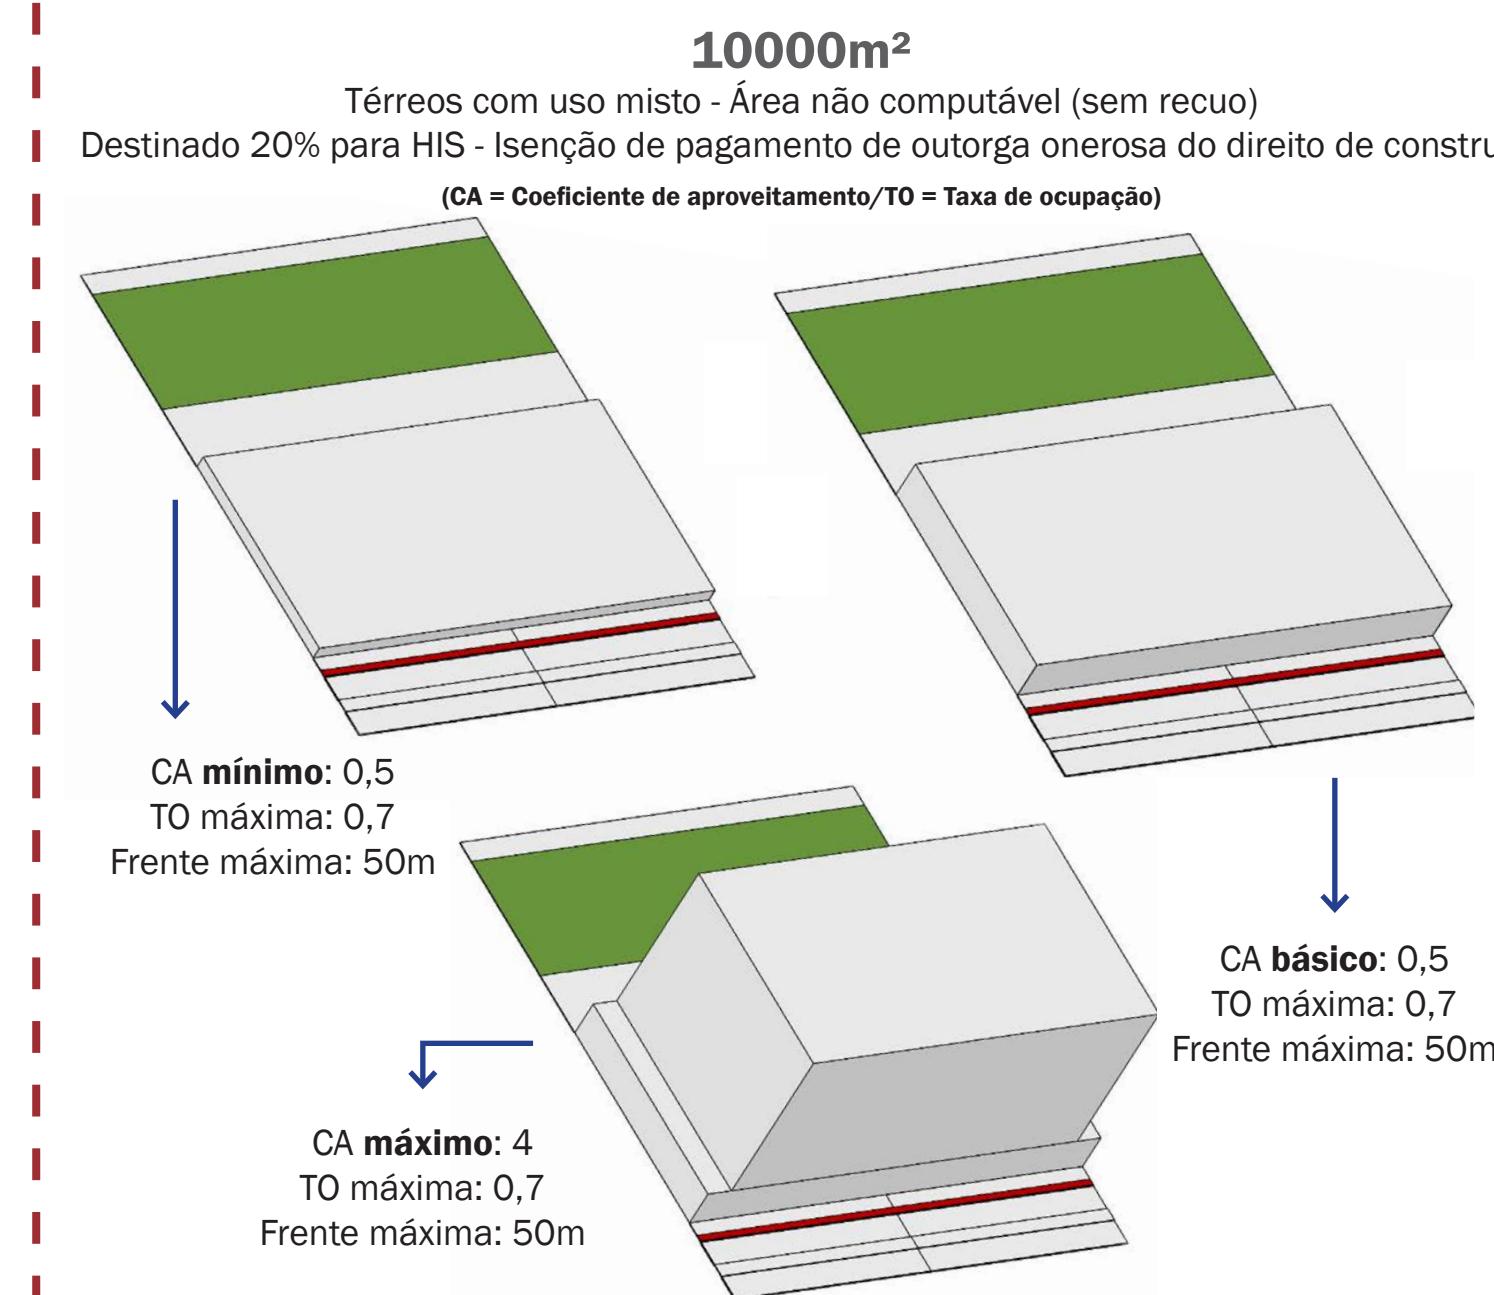 10000m²
Térreos com uso misto - Área não computável (sem recuo)
Destinado 20% para HIS - Isenção de pagamento de outorga onerosa do direito de constru
(CA = Coeficiente de aproveitamento/TO = Taxa de ocupação)
CA mínimo: 0,5
TO máxima: 0,7
Frente máxima: 50m
CA básico: 0,5
TO máxima: 0,7
Frente máxima: 50m
CA máximo: 4
TO máxima: 0,7
Frente máxima: 50m